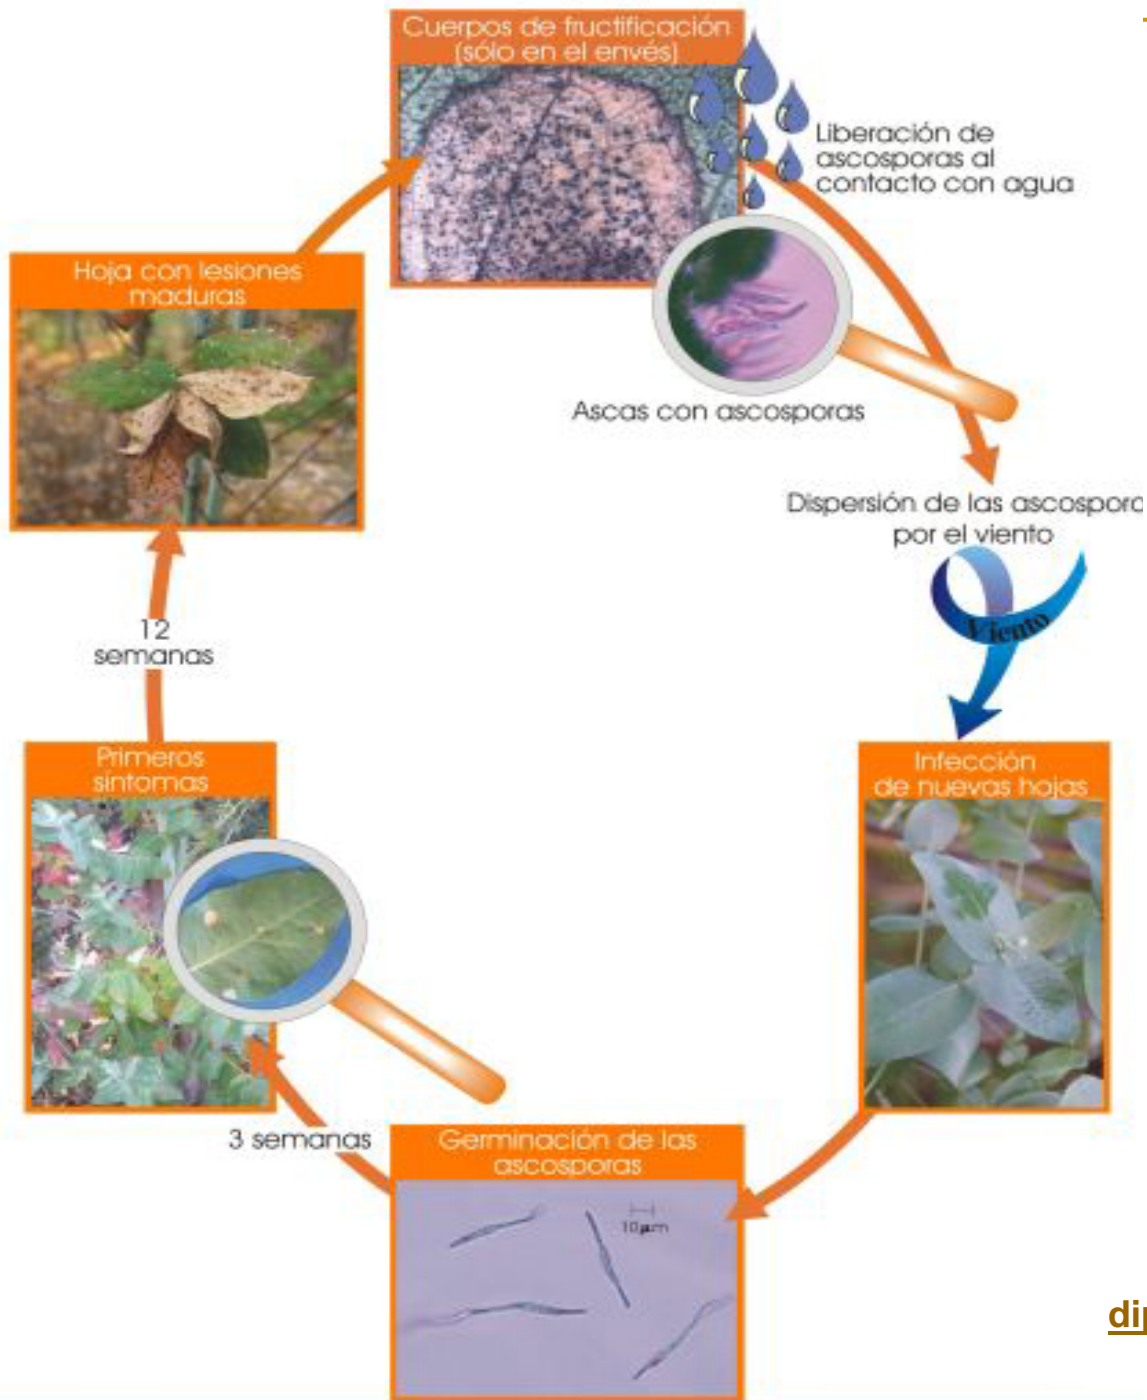 Cuerpos de fructificación
(sólo en el envés)
Liberación de
ascosporas al
contacto con agua
Ascas con ascosporas
Dispersión de las ascosporc
por el viento
Viento
Infección
de nuevas hojas
Germinación de las
ascosporas
10µm
3 semanas
Primeros
síntomas
12
semanas
Hoja con lesiones
maduras